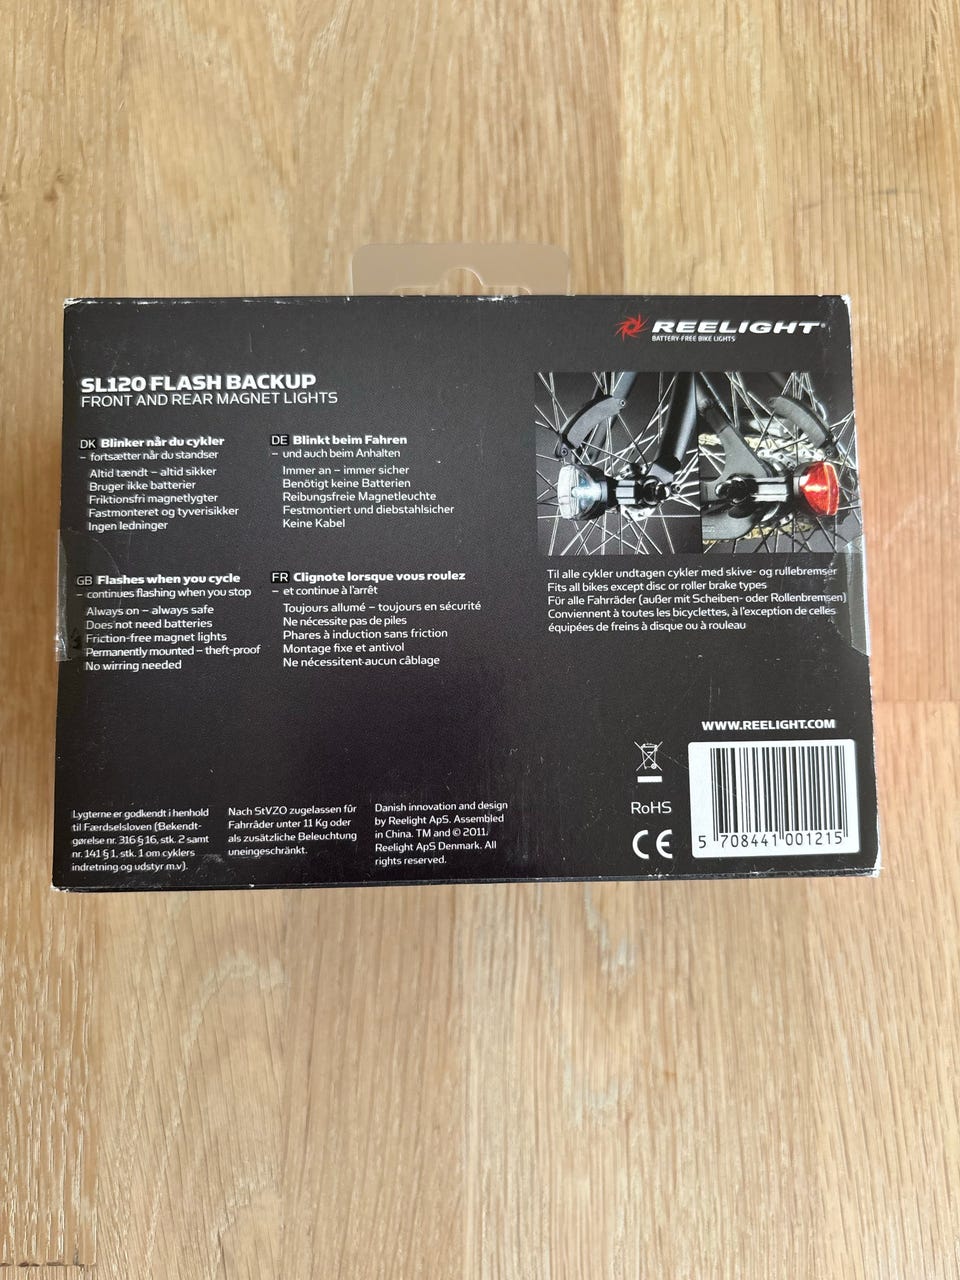 REELIGHT®
BATTERY-FREE BIKE LIGHTS
SL120 FLASH BACKUP
FRONT AND REAR MAGNET LIGHTS
DK Blinker når du cykler
– fortsætter når du standser
Altid tændt – altid sikker
Bruger ikke batterier
Friktionsfri magnetlygter
Fastmonteret og tyverisikker
Ingen ledninger
DE Blinkt beim Fahren
– und auch beim Anhalten
Immer an – immer sicher
Benötigt keine Batterien
Reibungsfreie Magnetleuchte
Festmontiert und diebstahlsicher
Keine Kabel
GB Flashes when you cycle
– continues flashing when you stop
Always on – always safe
Does not need batteries
Friction-free magnet lights
Permanently mounted – theft-proof
No wirring needed
FR Clignote lorsque vous roulez
– et continue à l'arrêt
Toujours allumé – toujours en sécurité
Ne nécessite pas de piles
Phares à induction sans friction
Montage fixe et antivol
Ne nécessitent aucun câblage
Til alle cykler undtagen cykler med skive- og rullebremser
Fits all bikes except disc or roller brake types
Für alle Fahrräder (außer mit Scheiben- oder Rollenbremsen)
Conviennent à toutes les bicyclettes, à l'exception de celles
équipées de freins à disque ou à rouleau
WWW.REELIGHT.COM
Lygterne er godkendt i henhold
til Færdselsloven (Bekendt-
gørelse nr. 316 § 16, stk. 2 samt
nr. 141 § 1, stk. 1 om cyklers
indretning og udstyr m.v).
Nach StVZO zugelassen für
Fahrräder unter 11 Kg oder
als zusätzliche Beleuchtung
uneingeschränkt.
Danish innovation and design
by Reelight ApS. Assembled
in China. TM and © 2011.
Reelight ApS Denmark. All
rights reserved.
RoHS
CE
5 708441 001215